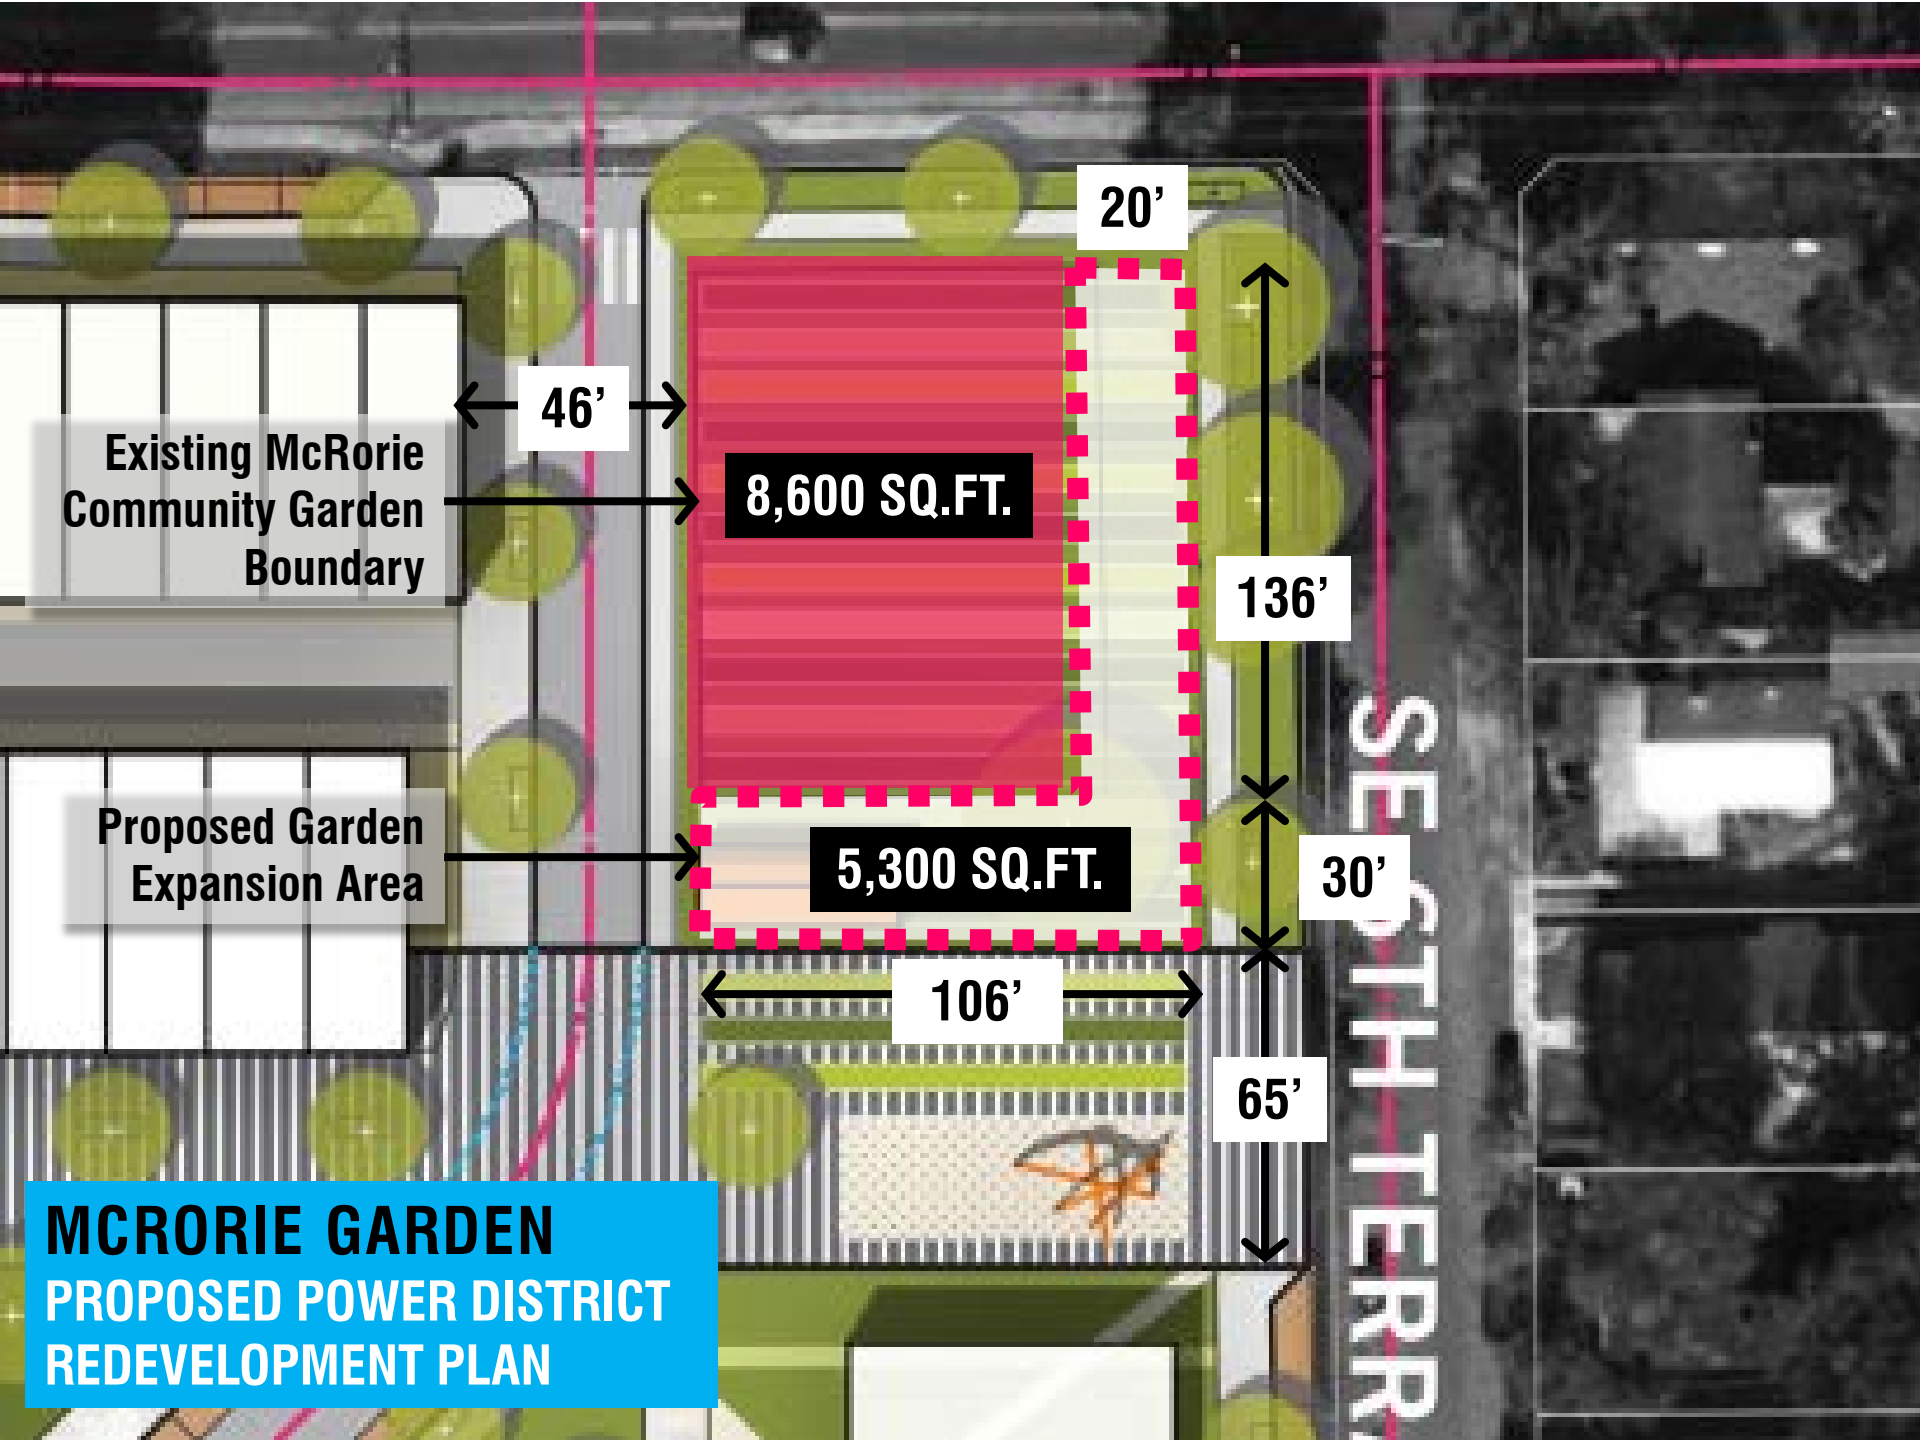 20’
46’
Existing McRorie
Community Garden
Boundary
8,600 SQ.FT.
136’
Proposed Garden
Expansion Area
5,300 SQ.FT.
30’
106’
65’
SE 6TH TERRA
MCRORIE GARDEN
PROPOSED POWER DISTRICT
REDEVELOPMENT PLAN